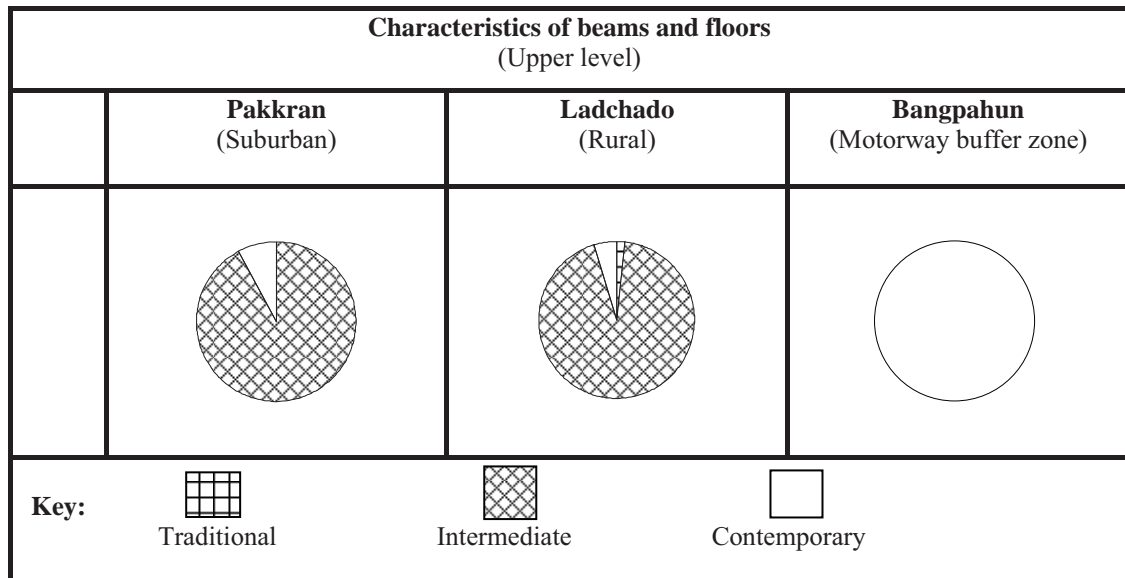 Characteristics of beams and floors
(Upper level)
Pakkran
(Suburban)
Ladchado
(Rural)
Bangpahun
(Motorway buffer zone)
Key:
Traditional
Intermediate
Contemporary